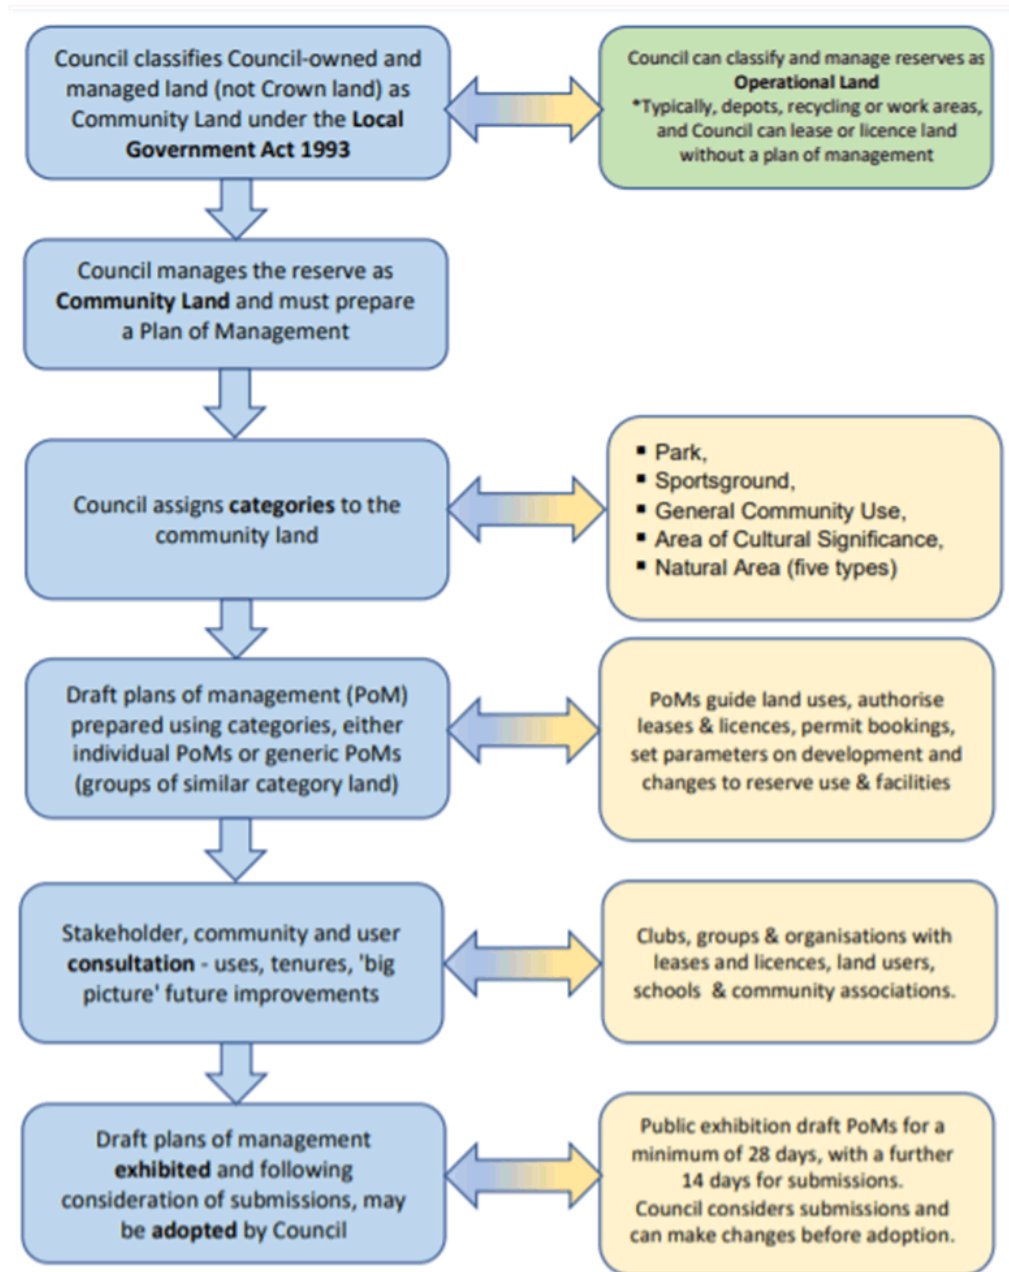 Council classifies Council-owned and
managed land (not Crown land) as
Community Land under the Local
Government Act 1993
Council can classify and manage reserves as
Operational Land
*Typically, depots, recycling or work areas,
and Council can lease or licence land
without a plan of management
Council manages the reserve as
Community Land and must prepare
a Plan of Management
Council assigns categories to the
community land
▪ Park,
▪ Sportsground,
▪ General Community Use,
▪ Area of Cultural Significance,
▪ Natural Area (five types)
Draft plans of management (PoM)
prepared using categories, either
individual PoMs or generic PoMs
(groups of similar category land)
PoMs guide land uses, authorise
leases & licences, permit bookings,
set parameters on development and
changes to reserve use & facilities
Stakeholder, community and user
consultation - uses, tenures, 'big
picture' future improvements
Clubs, groups & organisations with
leases and licences, land users,
schools & community associations.
Draft plans of management
exhibited and following
consideration of submissions, may
be adopted by Council
Public exhibition draft PoMs for a
minimum of 28 days, with a further
14 days for submissions.
Council considers submissions and
can make changes before adoption.